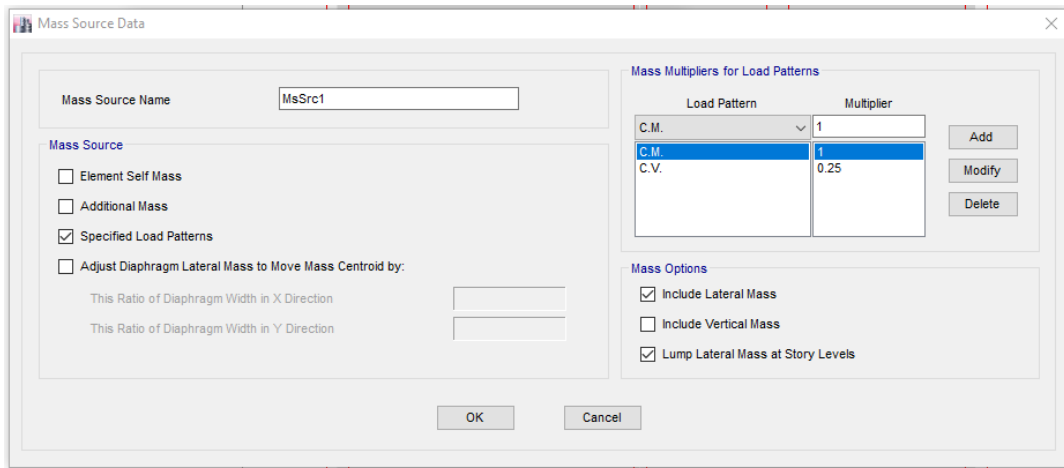 Mass Source Data
Mass Source Name MsSrc1
Mass Source
Element Self Mass
Additional Mass
Specified Load Patterns
Adjust Diaphragm Lateral Mass to Move Mass Centroid by:
This Ratio of Diaphragm Width in X Direction
This Ratio of Diaphragm Width in Y Direction
Mass Multipliers for Load Patterns
Load Pattern Multiplier
C.M. 1
C.M. 1
C.V. 0.25
Add
Modify
Delete
Mass Options
Include Lateral Mass
Include Vertical Mass
Lump Lateral Mass at Story Levels
OK Cancel